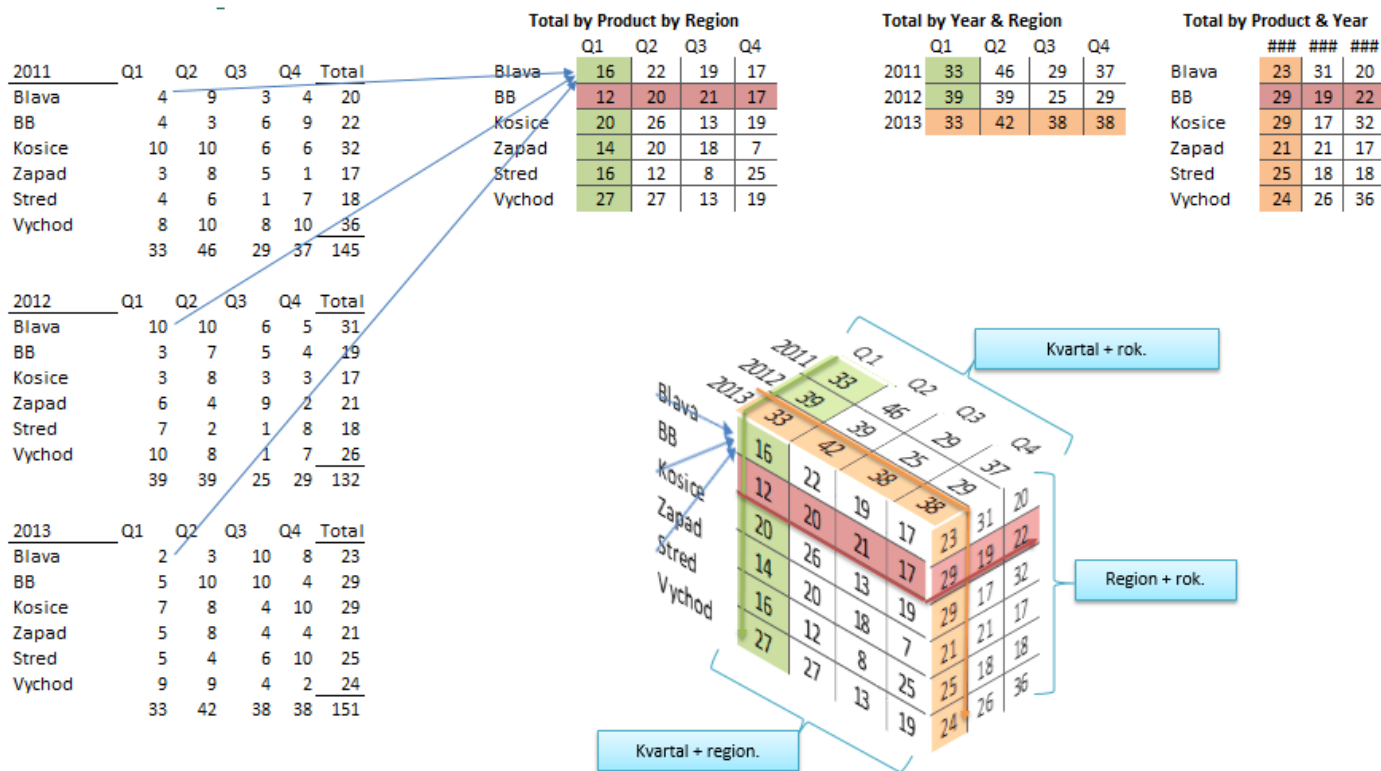 Total by Product by Region
Q1 Q2 Q3 Q4
Blava 16 22 19 17
BB 12 20 21 17
Kosice 20 26 13 19
Zapad 14 20 18 7
Stred 16 12 8 25
Vychod 27 27 13 19
Total by Year & Region
Q1 Q2 Q3 Q4
2011 33 46 29 37
2012 39 39 25 29
2013 33 42 38 38
Total by Product & Year
### ### ###
Blava 23 31 20
BB 29 19 22
Kosice 29 17 32
Zapad 21 21 17
Stred 25 18 18
Vychod 24 26 36
2011 Q1 Q2 Q3 Q4 Total
Blava 4 9 3 4 20
BB 4 3 6 9 22
Kosice 10 10 6 6 32
Zapad 3 8 5 1 17
Stred 4 6 1 7 18
Vychod 8 10 8 10 36
33 46 29 37 145
2012 Q1 Q2 Q3 Q4 Total
Blava 10 10 6 5 31
BB 3 7 5 4 19
Kosice 3 8 3 3 17
Zapad 6 4 9 2 21
Stred 7 2 1 8 18
Vychod 10 8 1 7 26
39 39 25 29 132
2013 Q1 Q2 Q3 Q4 Total
Blava 2 3 10 8 23
BB 5 10 10 4 29
Kosice 7 8 4 10 29
Zapad 5 8 4 4 21
Stred 5 4 6 10 25
Vychod 9 9 4 2 24
33 42 38 38 151
Kvartal + rok.
Q1 Q2 Q3 Q4
2011 33 46 29 37
2012 39 39 25 29
2013 33 42 38 38
Blava 16 22 19 17 23 31 20
BB 12 20 21 17 29 19 22
Kosice 20 26 13 19 29 17 32
Zapad 14 20 18 7 21 21 17
Stred 16 12 8 25 25 18 18
Vychod 27 27 13 19 24 26 36
Region + rok.
Kvartal + region.